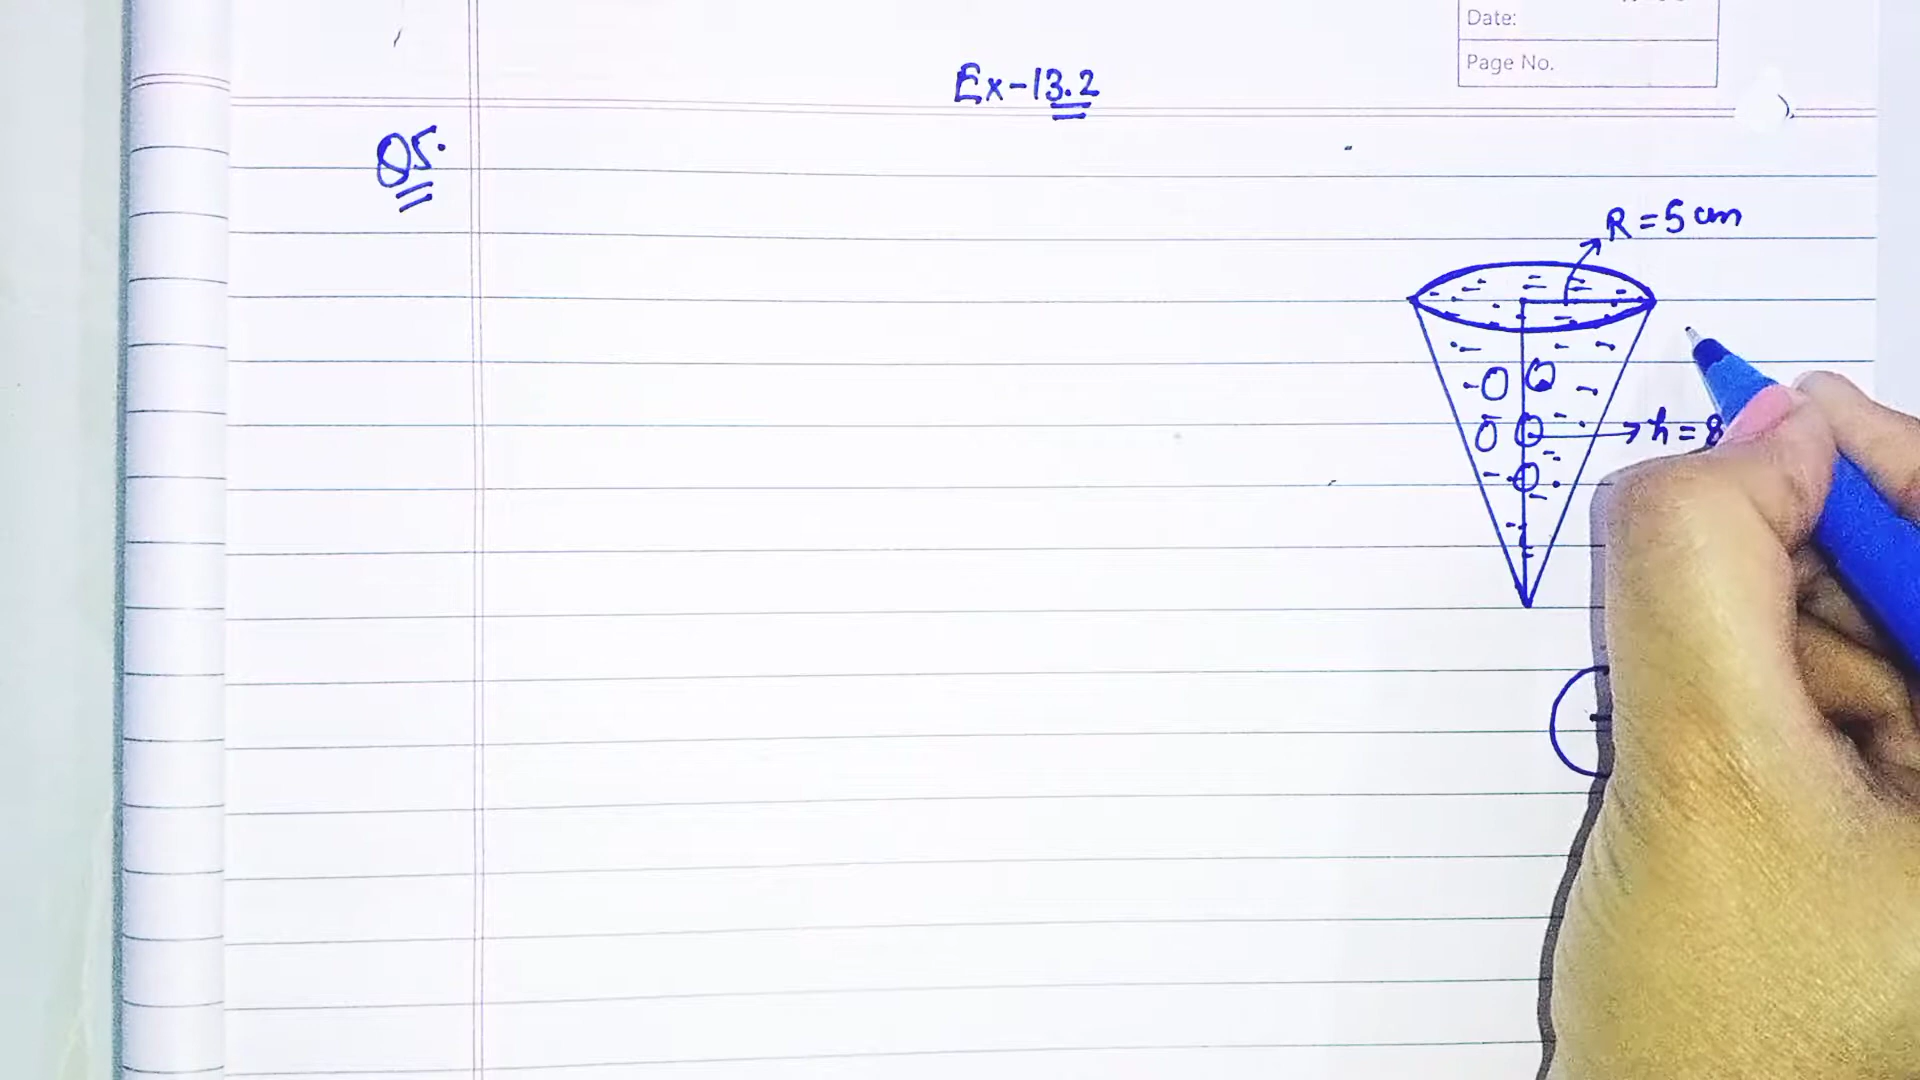 Date:
Page No.
Ex-13.2
Q5.
R = 5 cm
h = 8